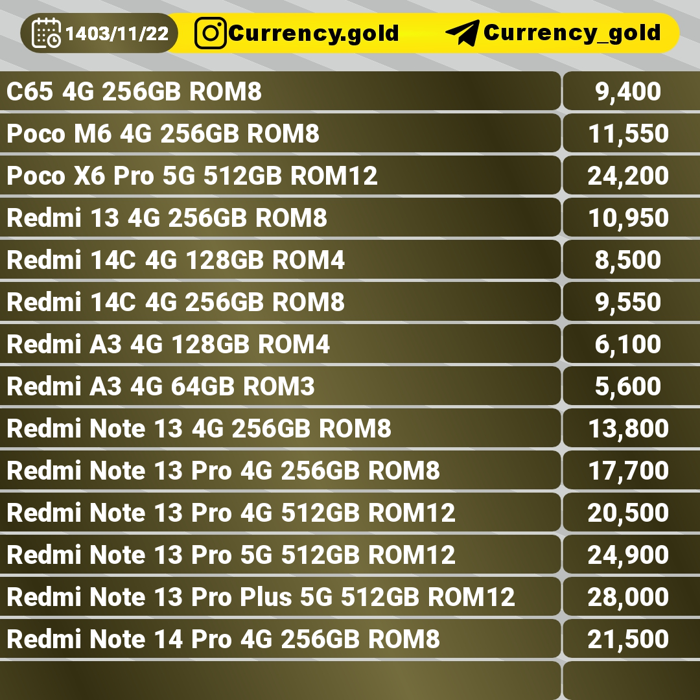 1403/11/22 Currency.gold Currency_gold
C65 4G 256GB ROM8 9,400
Poco M6 4G 256GB ROM8 11,550
Poco X6 Pro 5G 512GB ROM12 24,200
Redmi 13 4G 256GB ROM8 10,950
Redmi 14C 4G 128GB ROM4 8,500
Redmi 14C 4G 256GB ROM8 9,550
Redmi A3 4G 128GB ROM4 6,100
Redmi A3 4G 64GB ROM3 5,600
Redmi Note 13 4G 256GB ROM8 13,800
Redmi Note 13 Pro 4G 256GB ROM8 17,700
Redmi Note 13 Pro 4G 512GB ROM12 20,500
Redmi Note 13 Pro 5G 512GB ROM12 24,900
Redmi Note 13 Pro Plus 5G 512GB ROM12 28,000
Redmi Note 14 Pro 4G 256GB ROM8 21,500